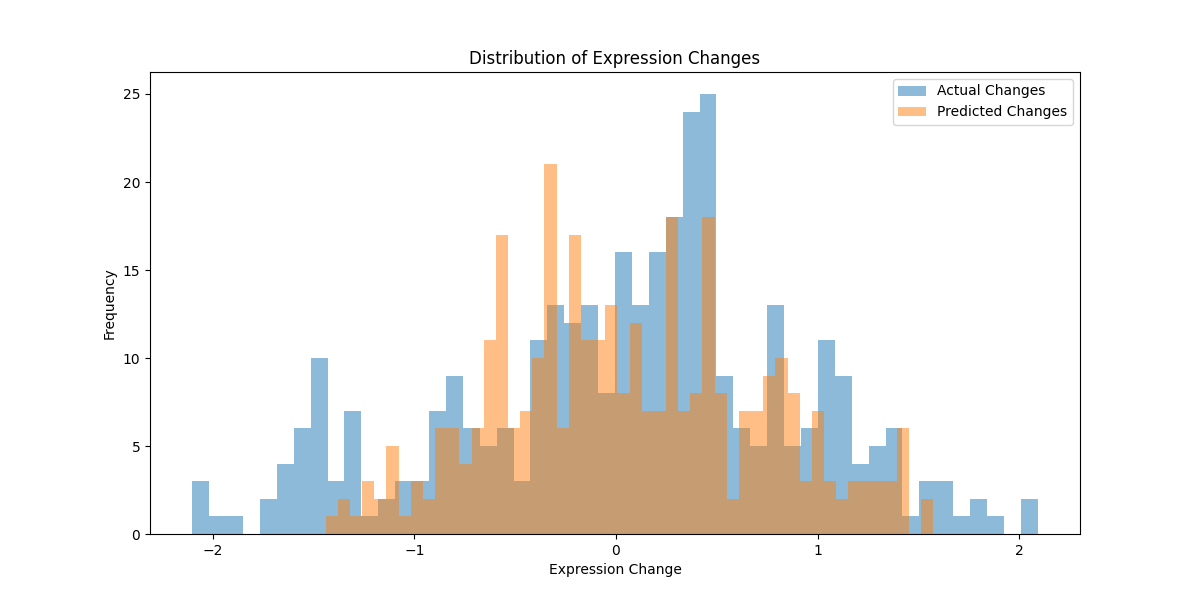 Distribution of Expression Changes
Actual Changes
Predicted Changes
25
20
15
10
5
0
Frequency
−2
−1
0
1
2
Expression Change